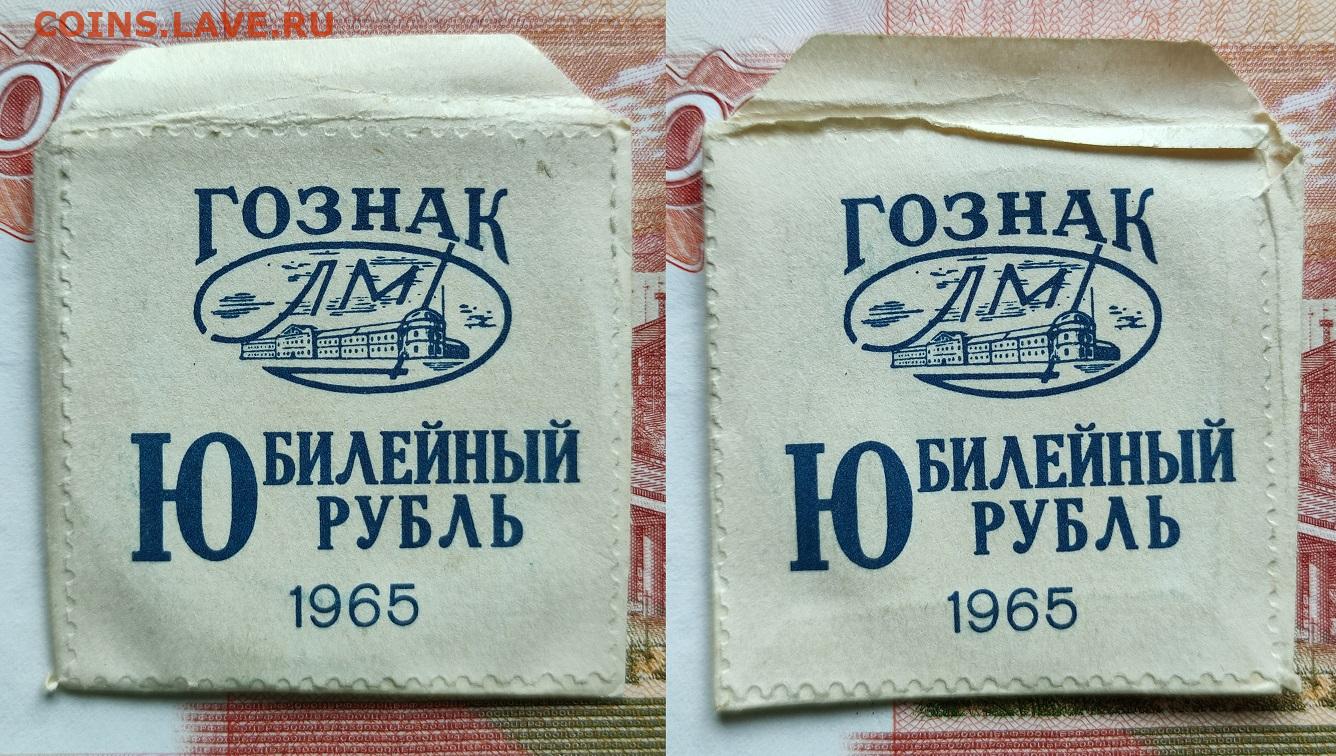 COINS.LAVE.RU
ГОЗНАК
ЛМ
ЮБИЛЕЙНЫЙ
РУБЛЬ
1965
ГОЗНАК
ЛМ
ЮБИЛЕЙНЫЙ
РУБЛЬ
1965